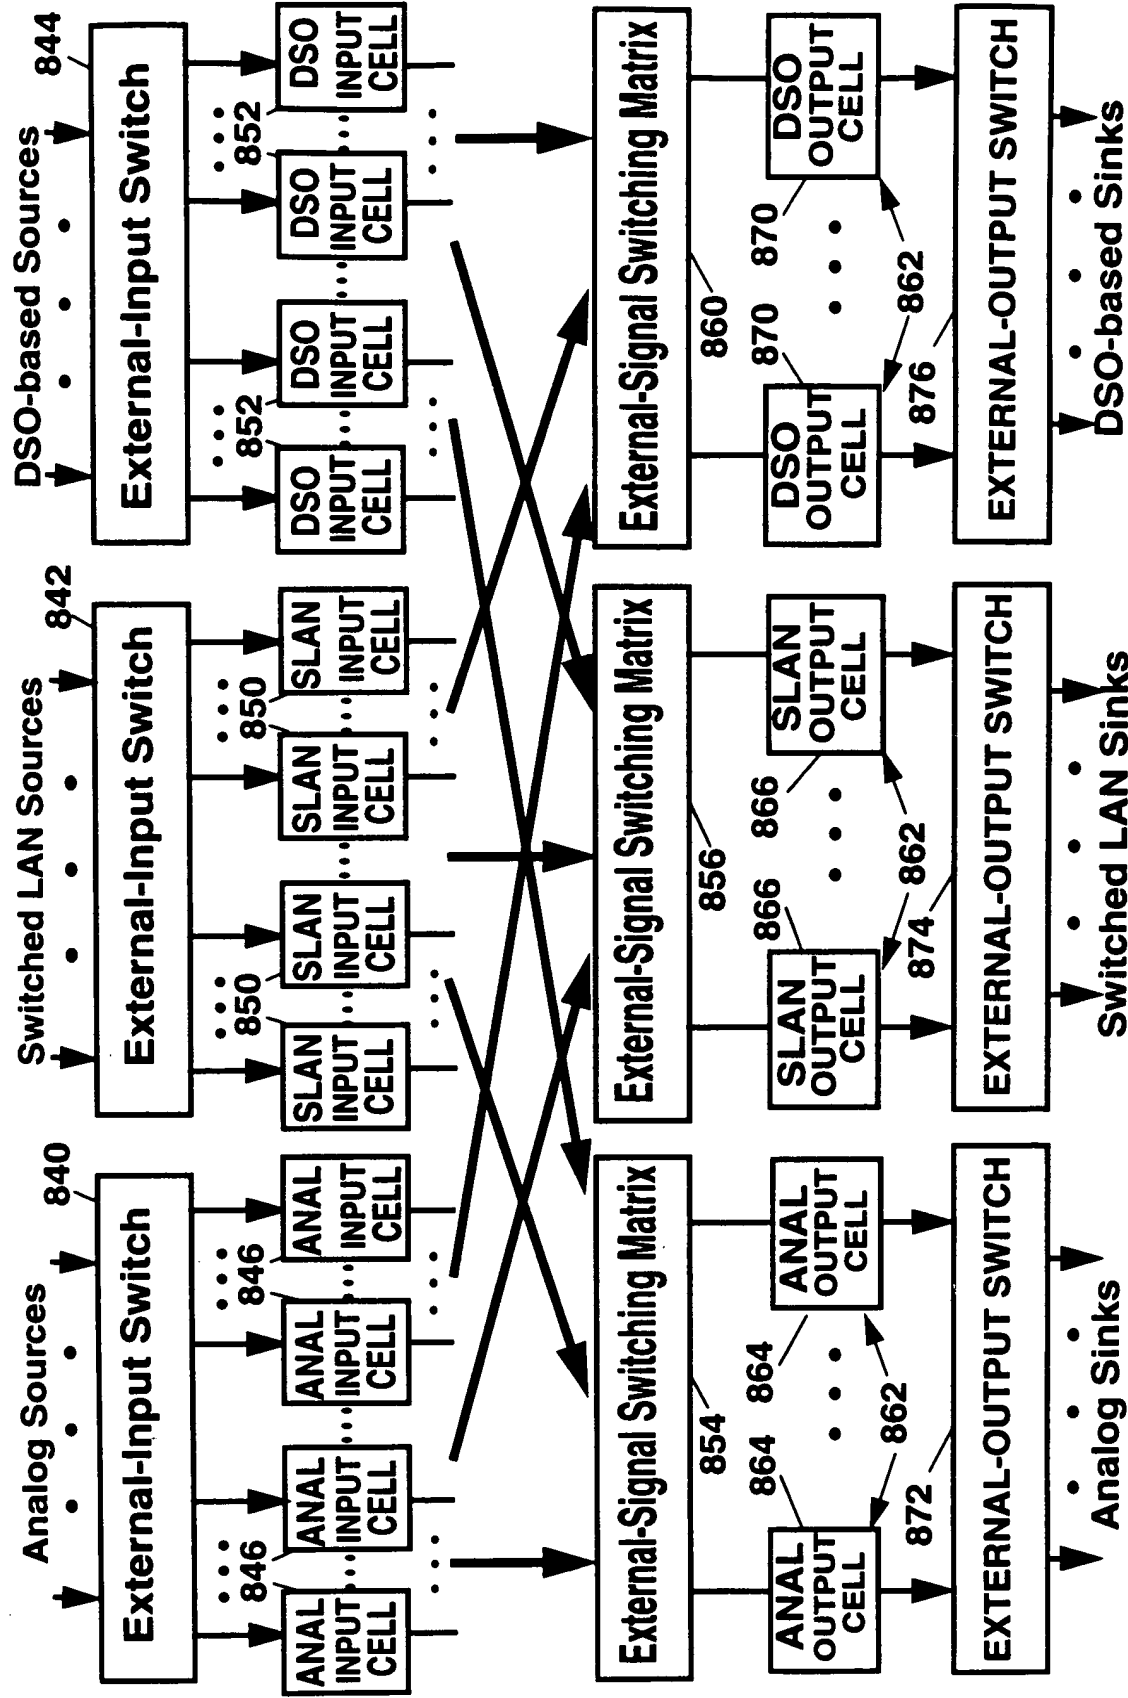 Analog Sources
Switched LAN Sources
DSO-based Sources
840
842
844
External-Input Switch
External-Input Switch
External-Input Switch
846
846
850
850
852
852
ANAL
INPUT
CELL
ANAL
INPUT
CELL
ANAL
INPUT
CELL
ANAL
INPUT
CELL
SLAN
INPUT
CELL
SLAN
INPUT
CELL
SLAN
INPUT
CELL
SLAN
INPUT
CELL
DSO
INPUT
CELL
DSO
INPUT
CELL
DSO
INPUT
CELL
DSO
INPUT
CELL
External-Signal Switching Matrix
External-Signal Switching Matrix
External-Signal Switching Matrix
854
856
860
864
864
866
866
870
870
ANAL
OUTPUT
CELL
ANAL
OUTPUT
CELL
SLAN
OUTPUT
CELL
SLAN
OUTPUT
CELL
DSO
OUTPUT
CELL
DSO
OUTPUT
CELL
862
862
862
872
874
876
EXTERNAL-OUTPUT SWITCH
EXTERNAL-OUTPUT SWITCH
EXTERNAL-OUTPUT SWITCH
Analog Sinks
Switched LAN Sinks
DSO-based Sinks